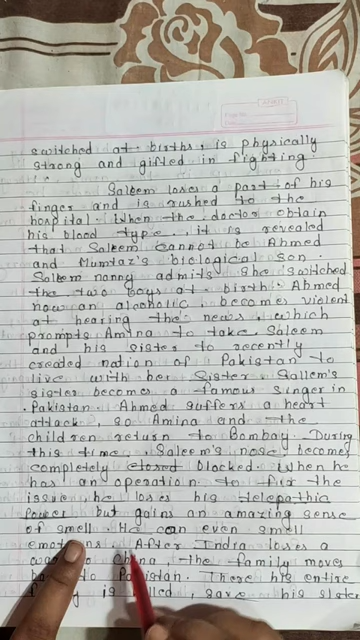 switched at births, is physically
strong and gifted in fighting.
Saleem loses a part of his
finger and is rushed to the
hospital. When the doctor obtain
his blood type, it is revealed
that Saleem cannot be Ahmed
and Mumtaz's biological son.
Saleem nanny admits she switched
the two boys at birth. Ahmed
now an alcoholic, becomes violent
at hearing the news, which
prompts Amina to take Saleem
and his sister to recently
created nation of Pakistan to
live with her sister. Sallem's
sister becomes a famous singer in
Pakistan. Ahmed suffers a heart
attack, so Amina and the
children return to Bombay. During
this time, Saleem's nose becomes
completely closed blocked. When he
has an operation to fix the
issue, he loses his telepathic
power but gains an amazing sense
of smell. He can even smell
emotions. After India loses a
to China, the family moves
to Pakistan. There his entire
is killed, save his sister